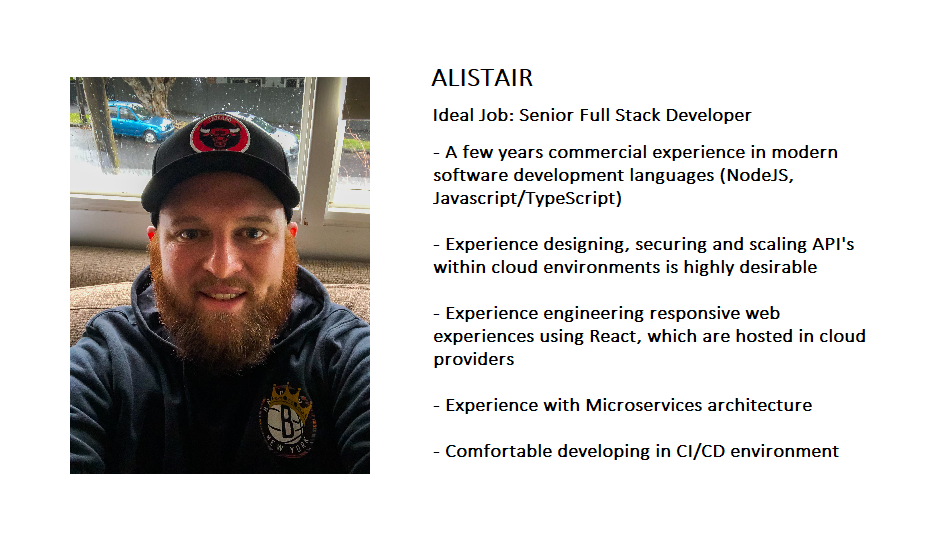 ALISTAIR
Ideal Job: Senior Full Stack Developer
- A few years commercial experience in modern
software development languages (NodeJS,
Javascript/TypeScript)
- Experience designing, securing and scaling API's
within cloud environments is highly desirable
- Experience engineering responsive web
experiences using React, which are hosted in cloud
providers
- Experience with Microservices architecture
- Comfortable developing in CI/CD environment
B
NEW YORK